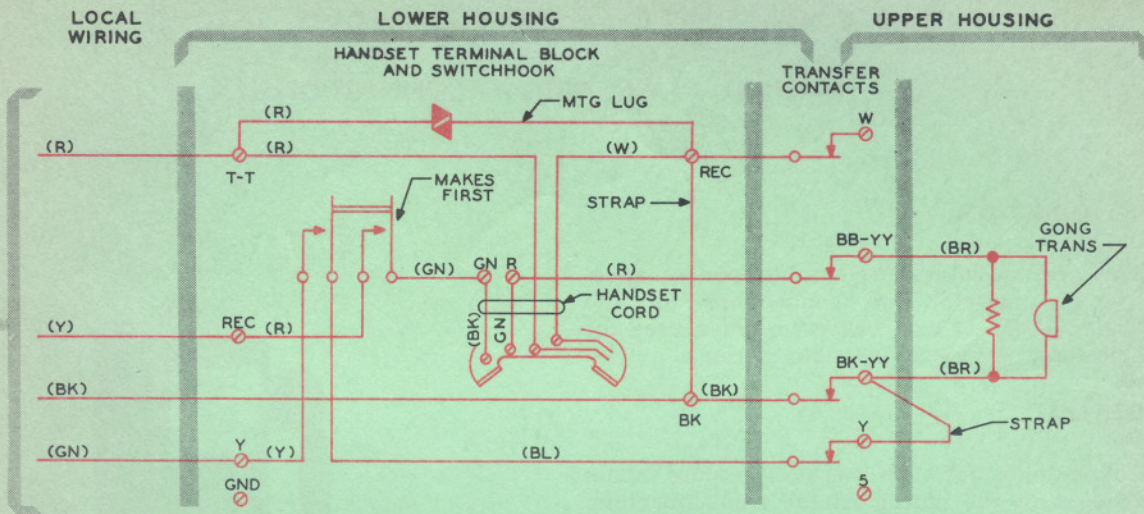 LOCAL
WIRING
LOWER HOUSING
UPPER HOUSING
HANDSET TERMINAL BLOCK
AND SWITCHHOOK
TRANSFER
CONTACTS
(R)
MTG LUG
W
(R)
(R)
(W)
T-T
REC
MAKES
FIRST
STRAP
BB-YY
(BR)
GONG
TRANS
(GN)
GN
R
(R)
HANDSET
CORD
(Y)
REC
(R)
(BK)
GN
BK-YY
(BR)
(BK)
(BK)
BK
Y
STRAP
(GN)
Y
(Y)
(BL)
GND
5